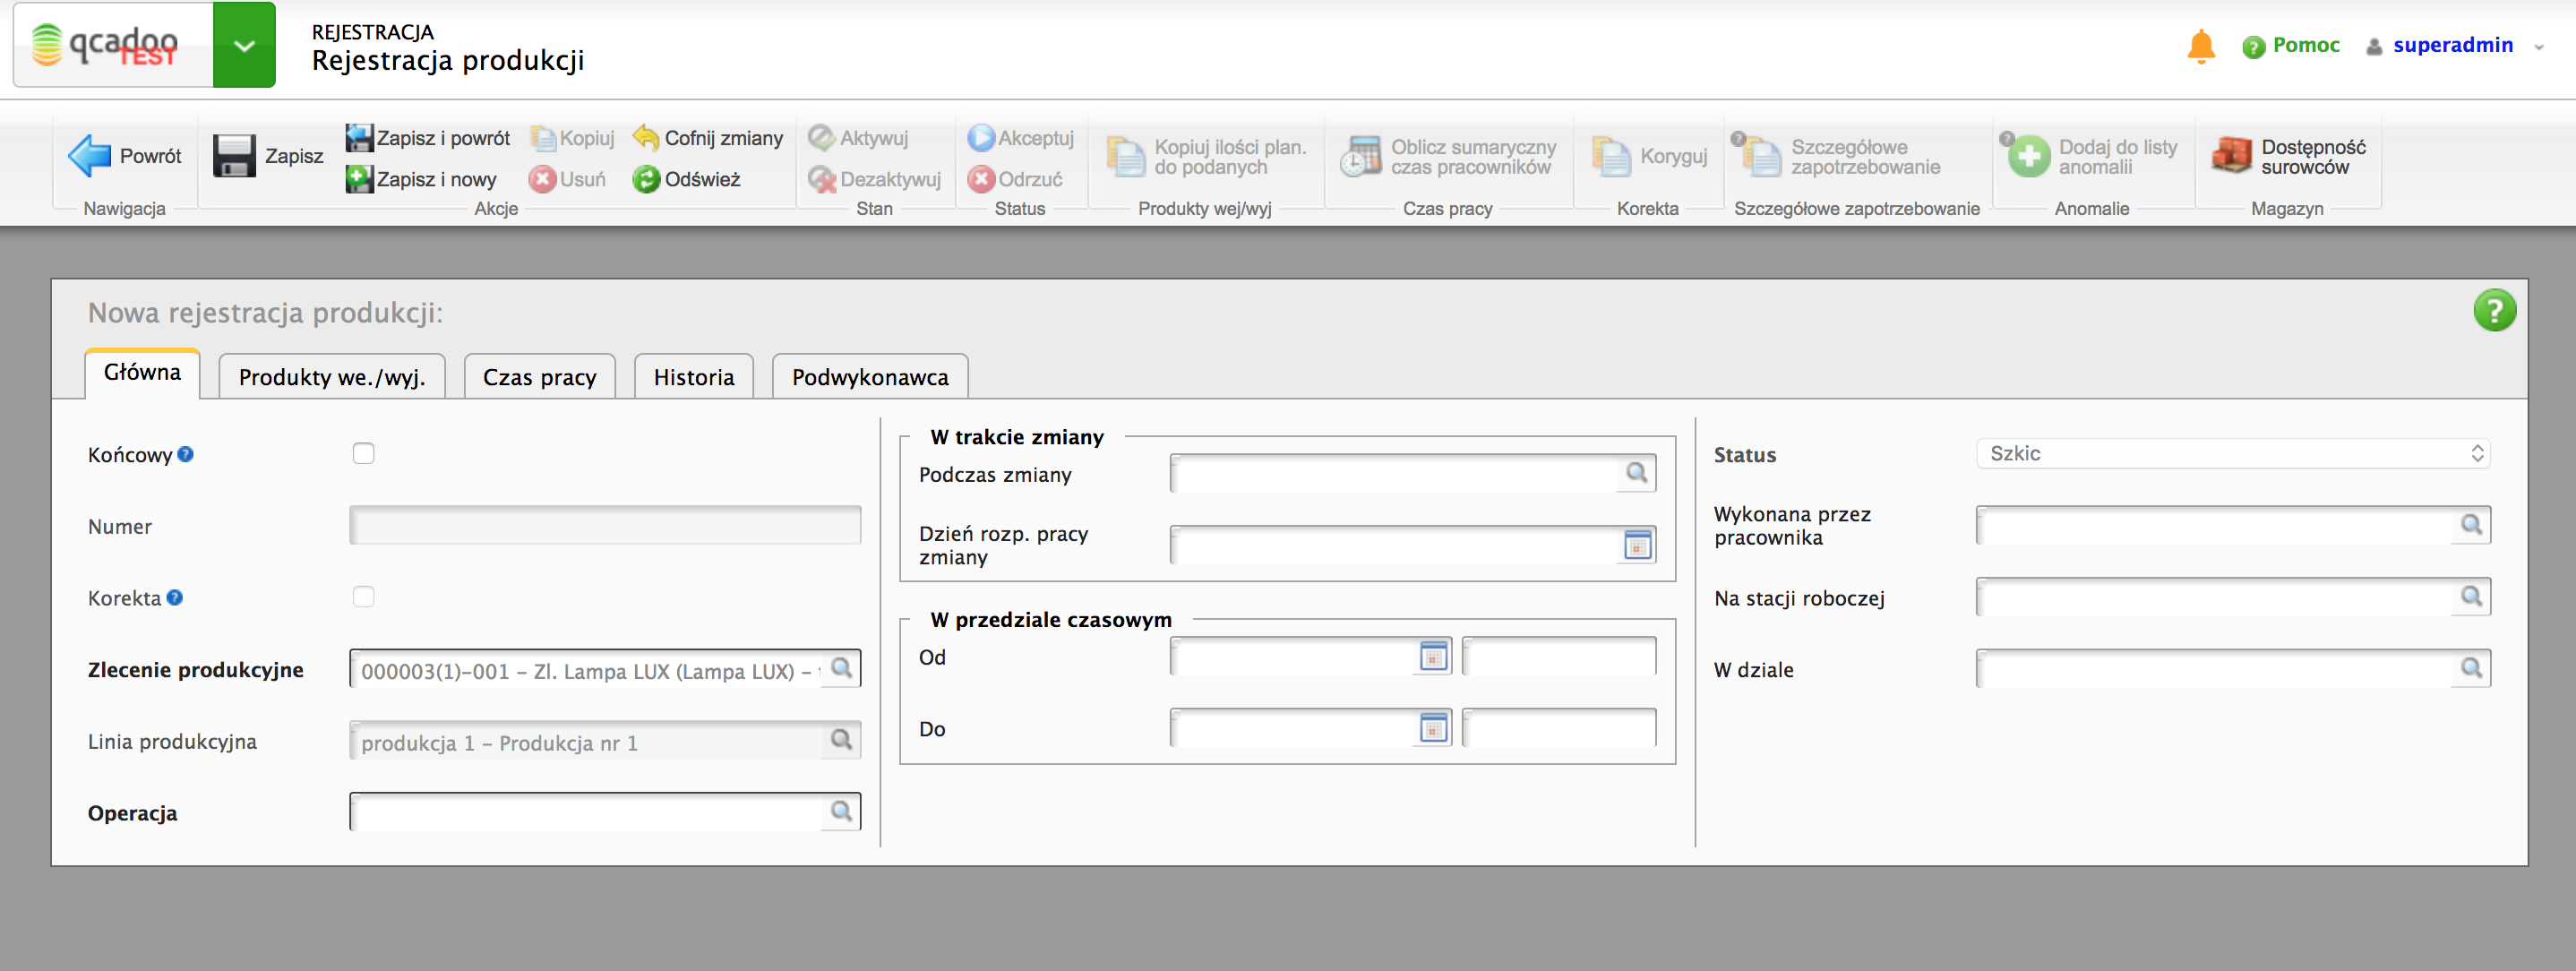 qcadoo
TEST
REJESTRACJA
Rejestracja produkcji
Pomoc
superadmin
Powrót
Nawigacja
Zapisz
Zapisz i powrót
Kopiuj
Cofnij zmiany
Zapisz i nowy
Usuń
Odśwież
Akcje
Aktywuj
Dezaktywuj
Stan
Akceptuj
Odrzuć
Status
Kopiuj ilości plan.
do podanych
Produkty wej/wyj
Oblicz sumaryczny
czas pracowników
Czas pracy
Koryguj
Korekta
Szczegółowe
zapotrzebowanie
Szczegółowe zapotrzebowanie
Dodaj do listy
anomalii
Anomalie
Dostępność
surowców
Magazyn
Nowa rejestracja produkcji:
Główna
Produkty we./wyj.
Czas pracy
Historia
Podwykonawca
Końcowy
Numer
Korekta
Zlecenie produkcyjne
000003(1)-001 - Zl. Lampa LUX (Lampa LUX) -
Linia produkcyjna
produkcja 1 - Produkcja nr 1
Operacja
W trakcie zmiany
Podczas zmiany
Dzień rozp. pracy
zmiany
W przedziale czasowym
Od
Do
Status
Szkic
Wykonana przez
pracownika
Na stacji roboczej
W dziale